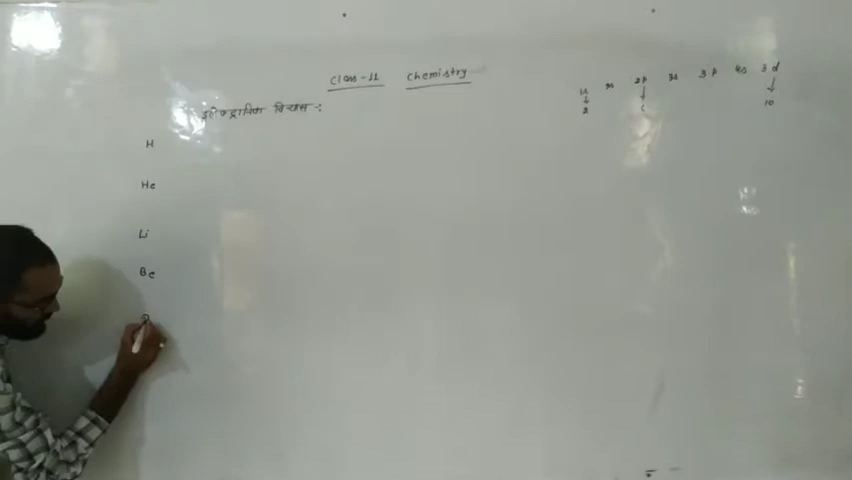 Class-11 Chemistry
1s 2s 2p 3s 3p 4s 3d
↓ ↓ ↓
2 6 10
इलेक्ट्रॉनिक विन्यास :
H
He
Li
Be